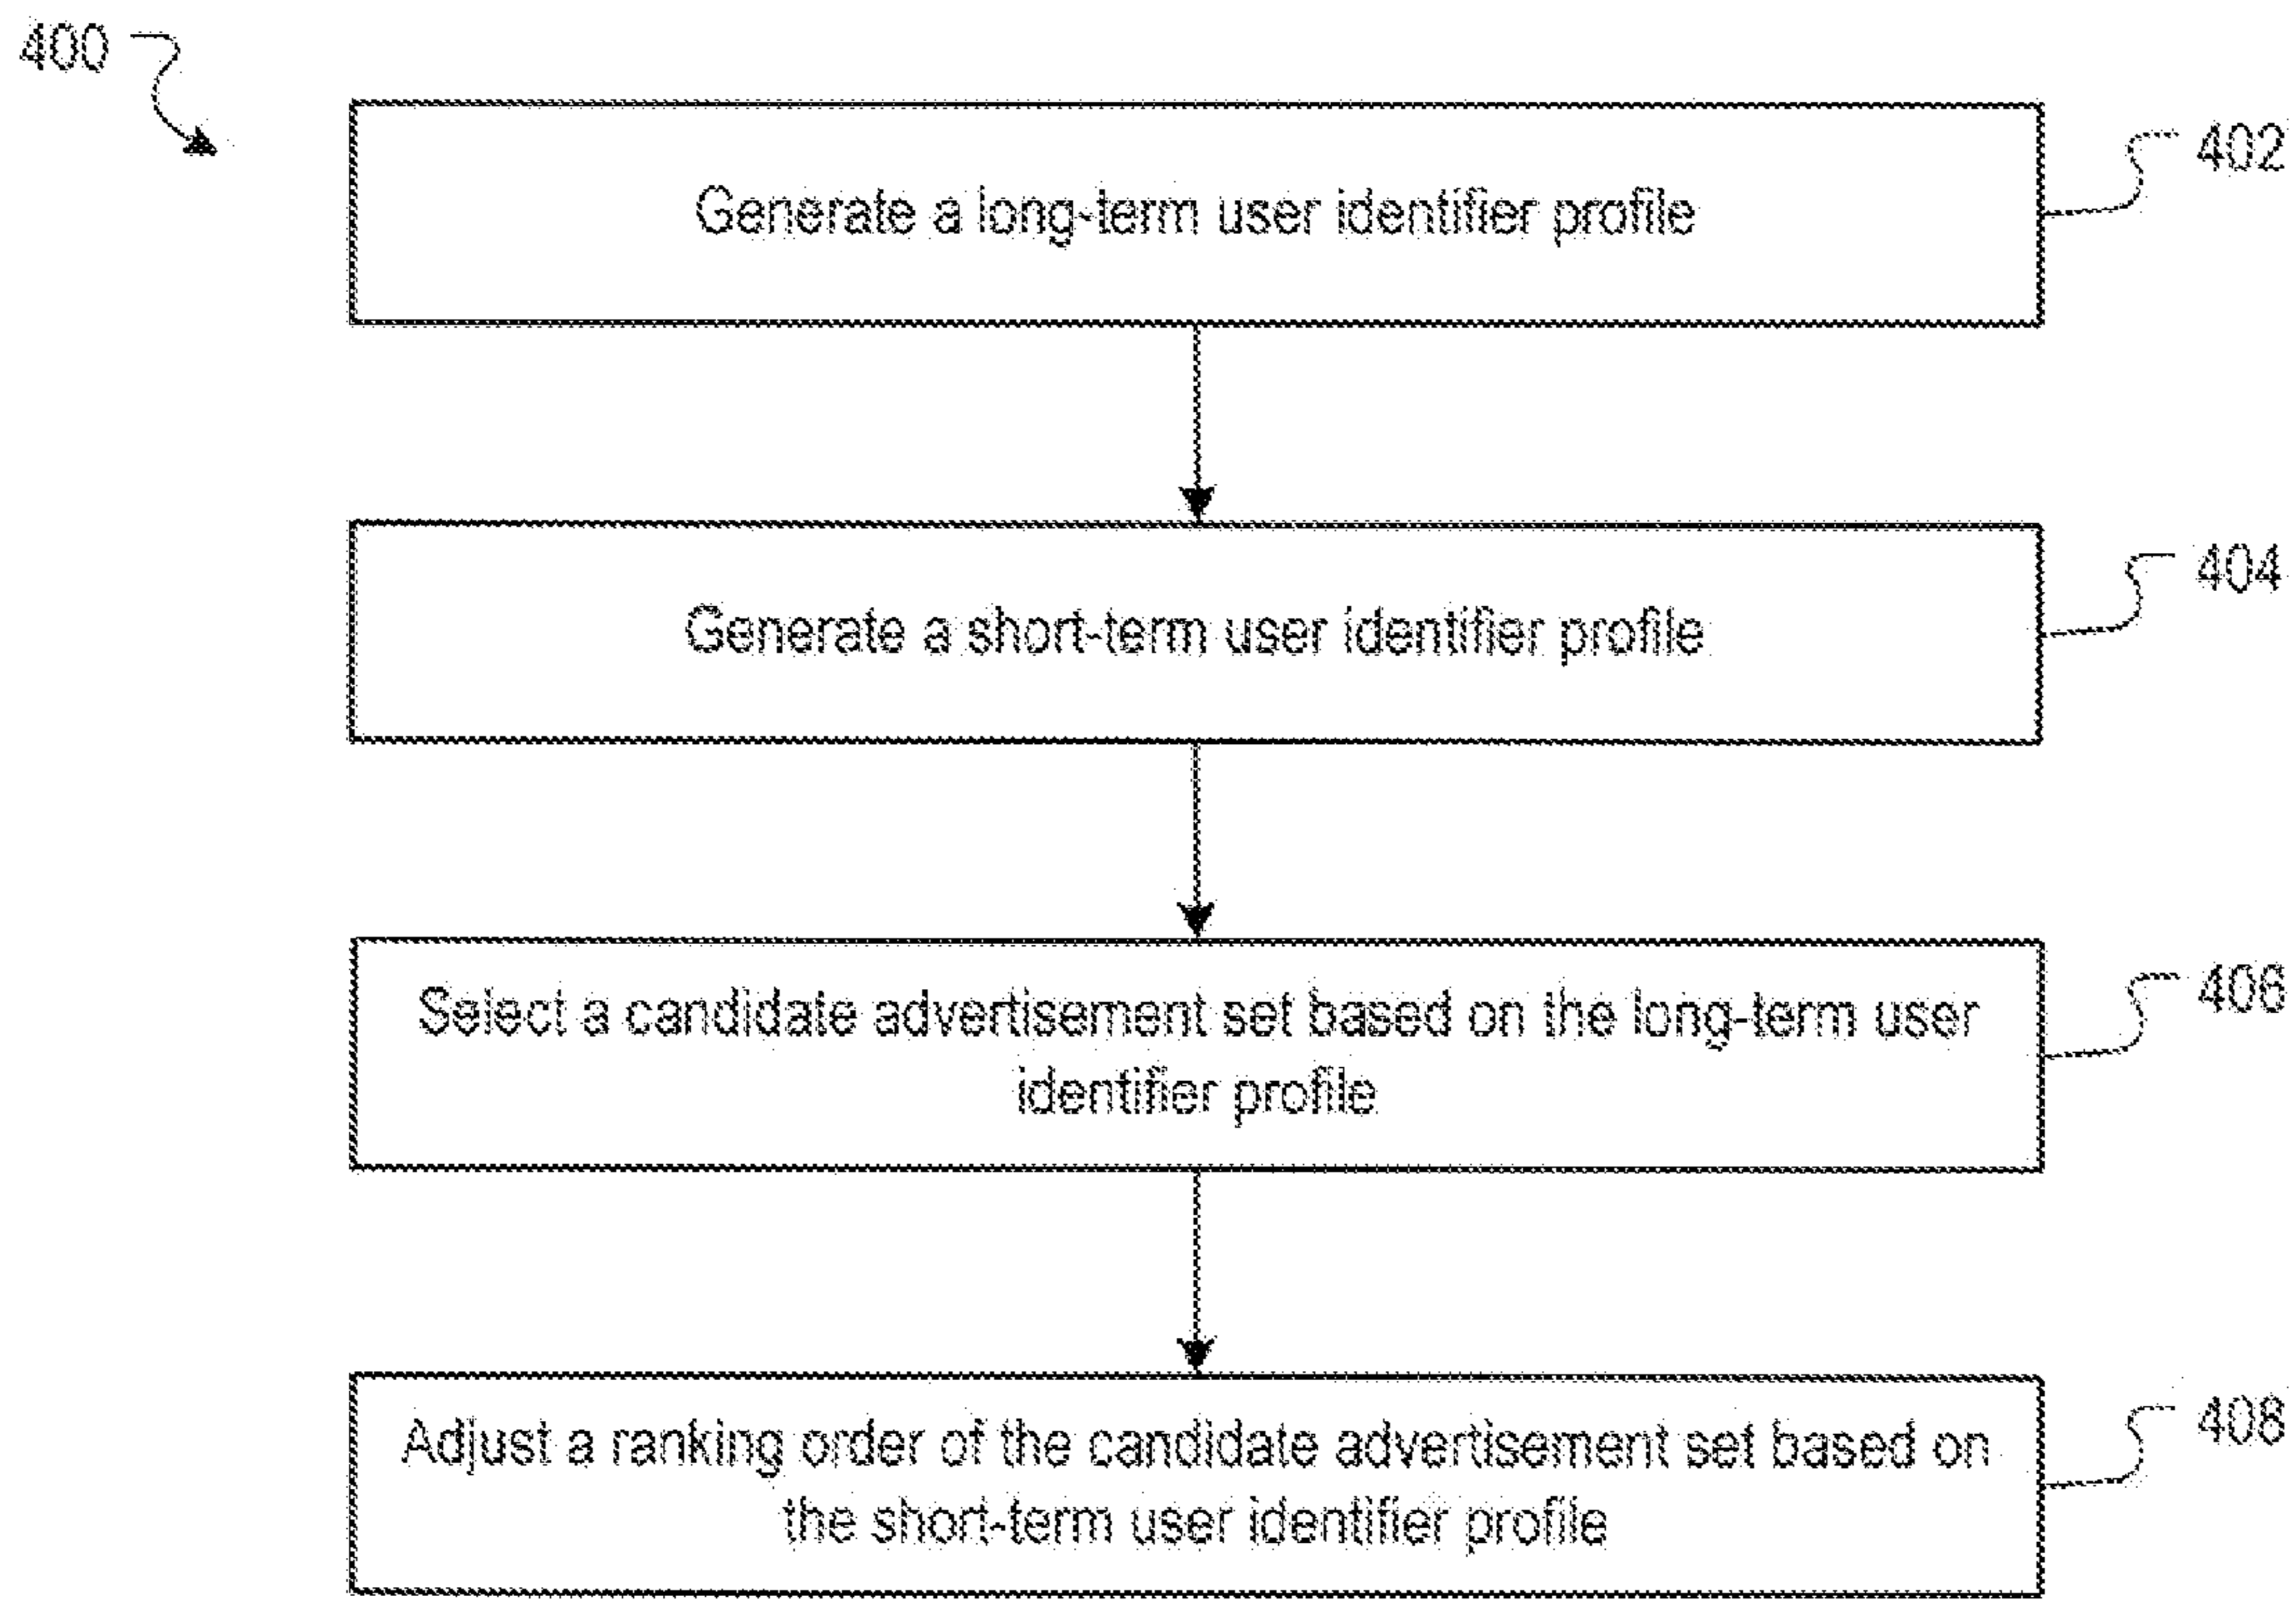 400
Generate a long-term user identifier profile
402
Generate a short-term user identifier profile
404
Select a candidate advertisement set based on the long-term user
identifier profile
406
Adjust a ranking order of the candidate advertisement set based on
the short-term user identifier profile
408